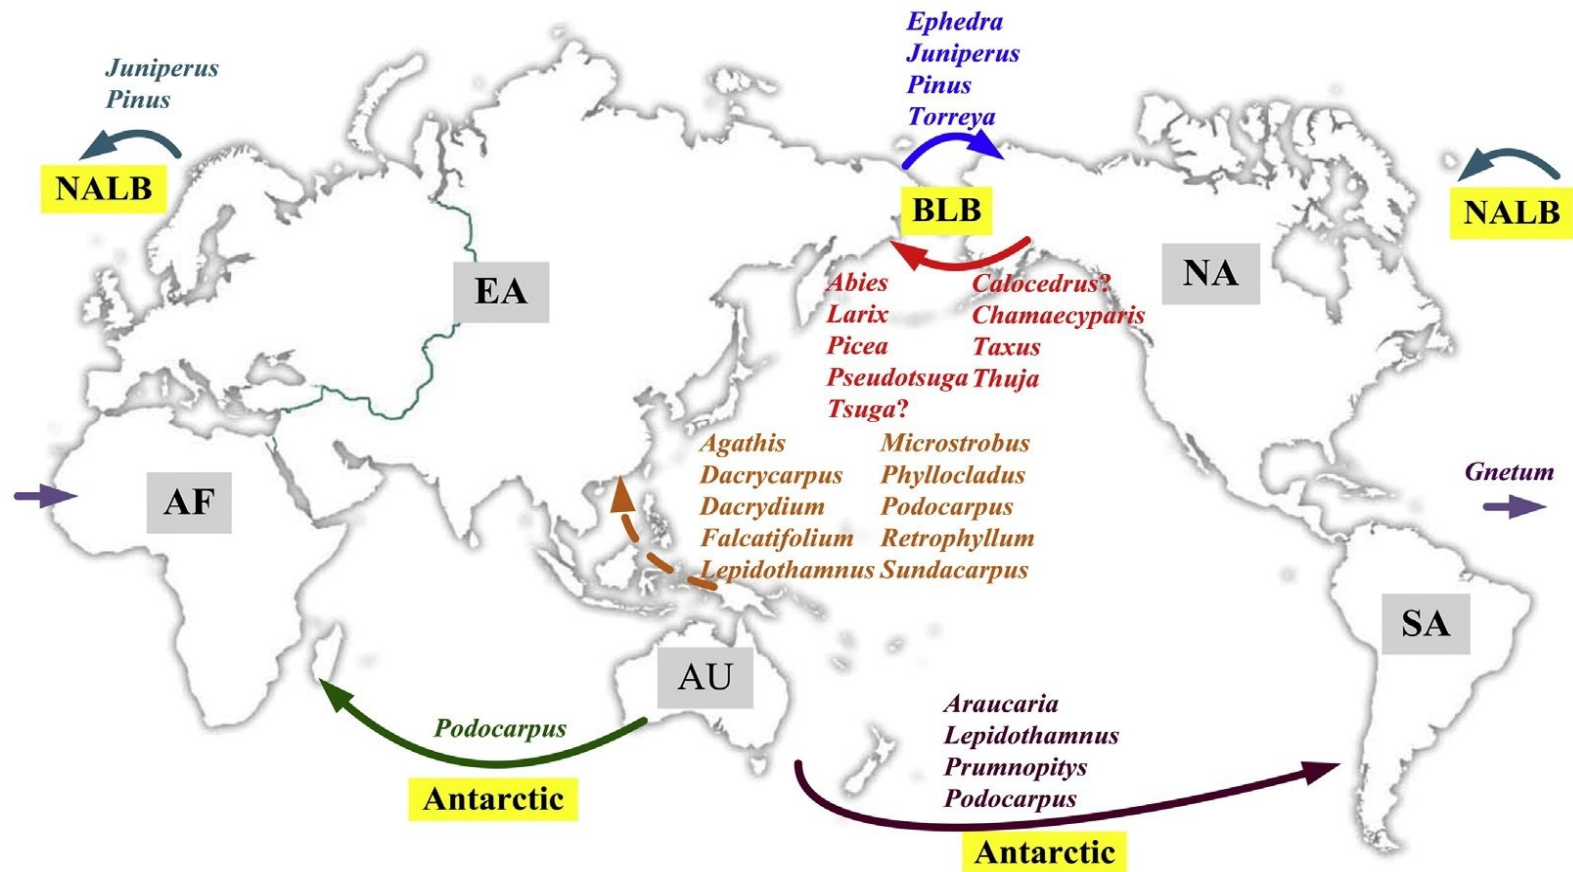 Ephedra
Juniperus
Pinus
Torreya
Juniperus
Pinus
NALB
BLB
NALB
EA
NA
Abies
Larix
Picea
Pseudotsuga
Tsuga?
Calocedrus?
Chamaecyparis
Taxus
Thuja
Agathis
Dacrycarpus
Dacrydium
Falcatifolium
Lepidothamnus
Microstrobus
Phyllocladus
Podocarpus
Retrophyllum
Sundacarpus
AF
Gnetum
SA
AU
Podocarpus
Antarctic
Araucaria
Lepidothamnus
Prumnopitys
Podocarpus
Antarctic